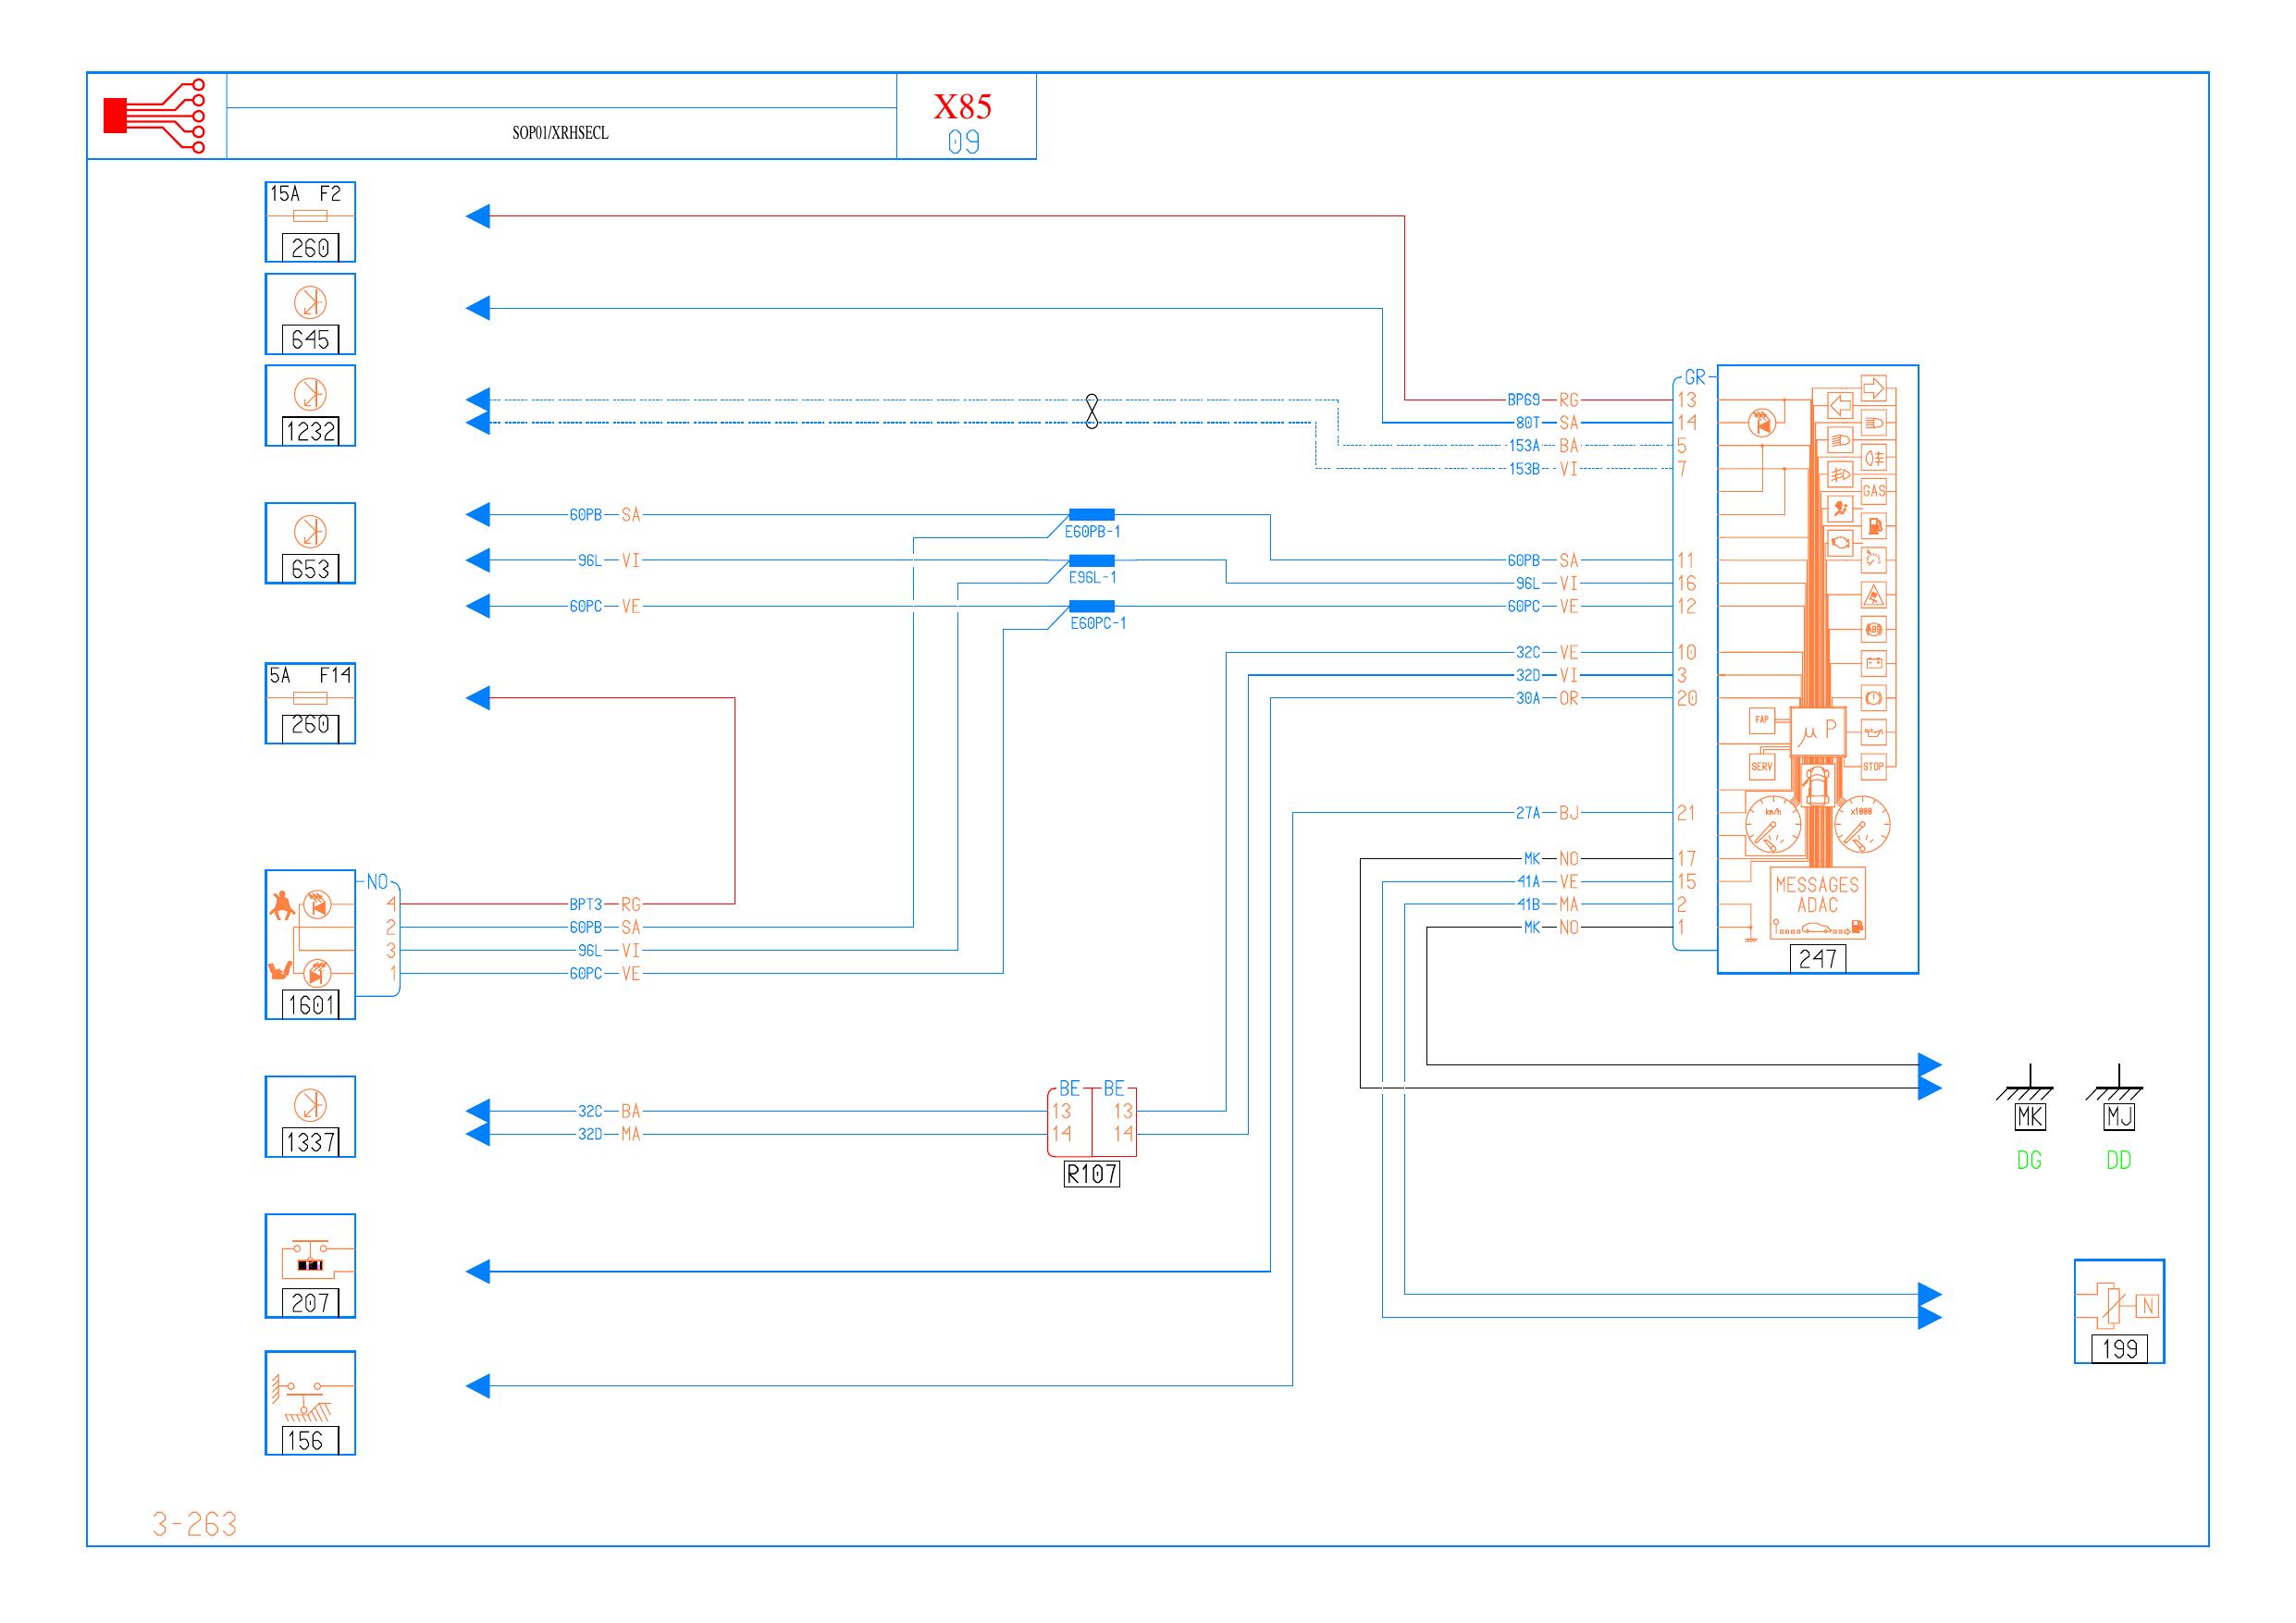 X85
SOP01/XRHSECL
09
15A F2
260
645
GR
BP69 RG 13
1232
80T SA 14
153A BA 5
153B VI 7
GAS
60PB SA
E60PB-1
653
96L VI
60PB SA 11
E96L-1
96L VI 16
60PC VE
60PC VE 12
E60PC-1
ABS
32C VE 10
5A F14
32D VI 3
260
30A OR 20
FAP
µP
SERV
STOP
27A BJ 21
km/h
x1000
MK NO 17
NO
41A VE 15
MESSAGES
ADAC
4 BPT3 RG
41B MA 2
2 60PB SA
MK NO 1
3 96L VI
247
1 60PC VE
1601
BE BE
13 13
32C BA
14 14
32D MA
1337
R107
MK MJ
DG DD
207
N
199
156
3-263